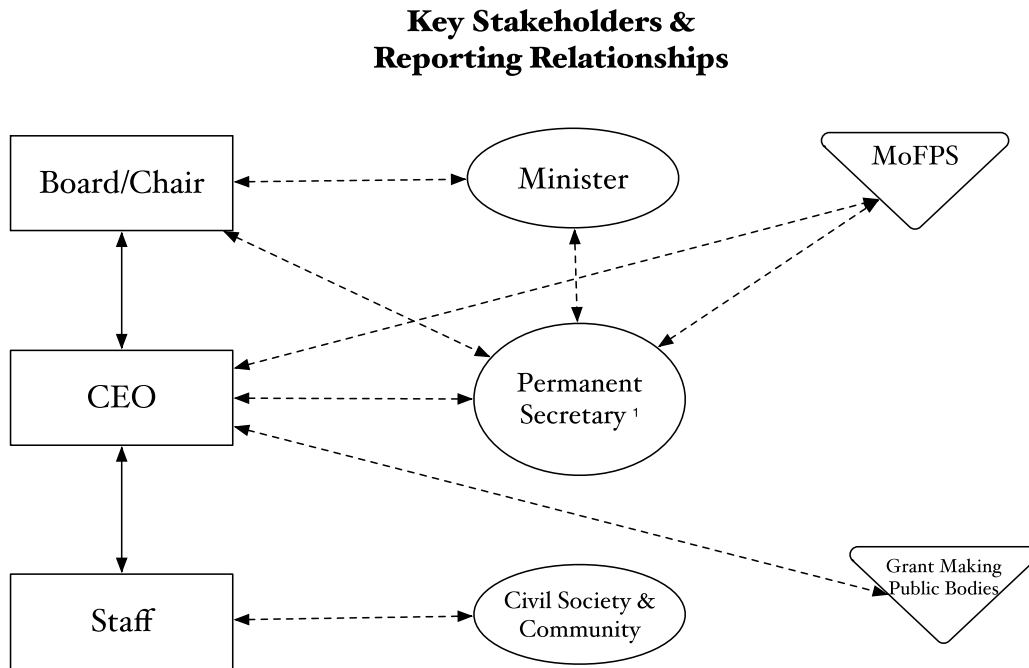 Key Stakeholders &
Reporting Relationships
Board/Chair
Minister
MoFPS
CEO
Permanent
Secretary ¹
Staff
Civil Society &
Community
Grant Making
Public Bodies